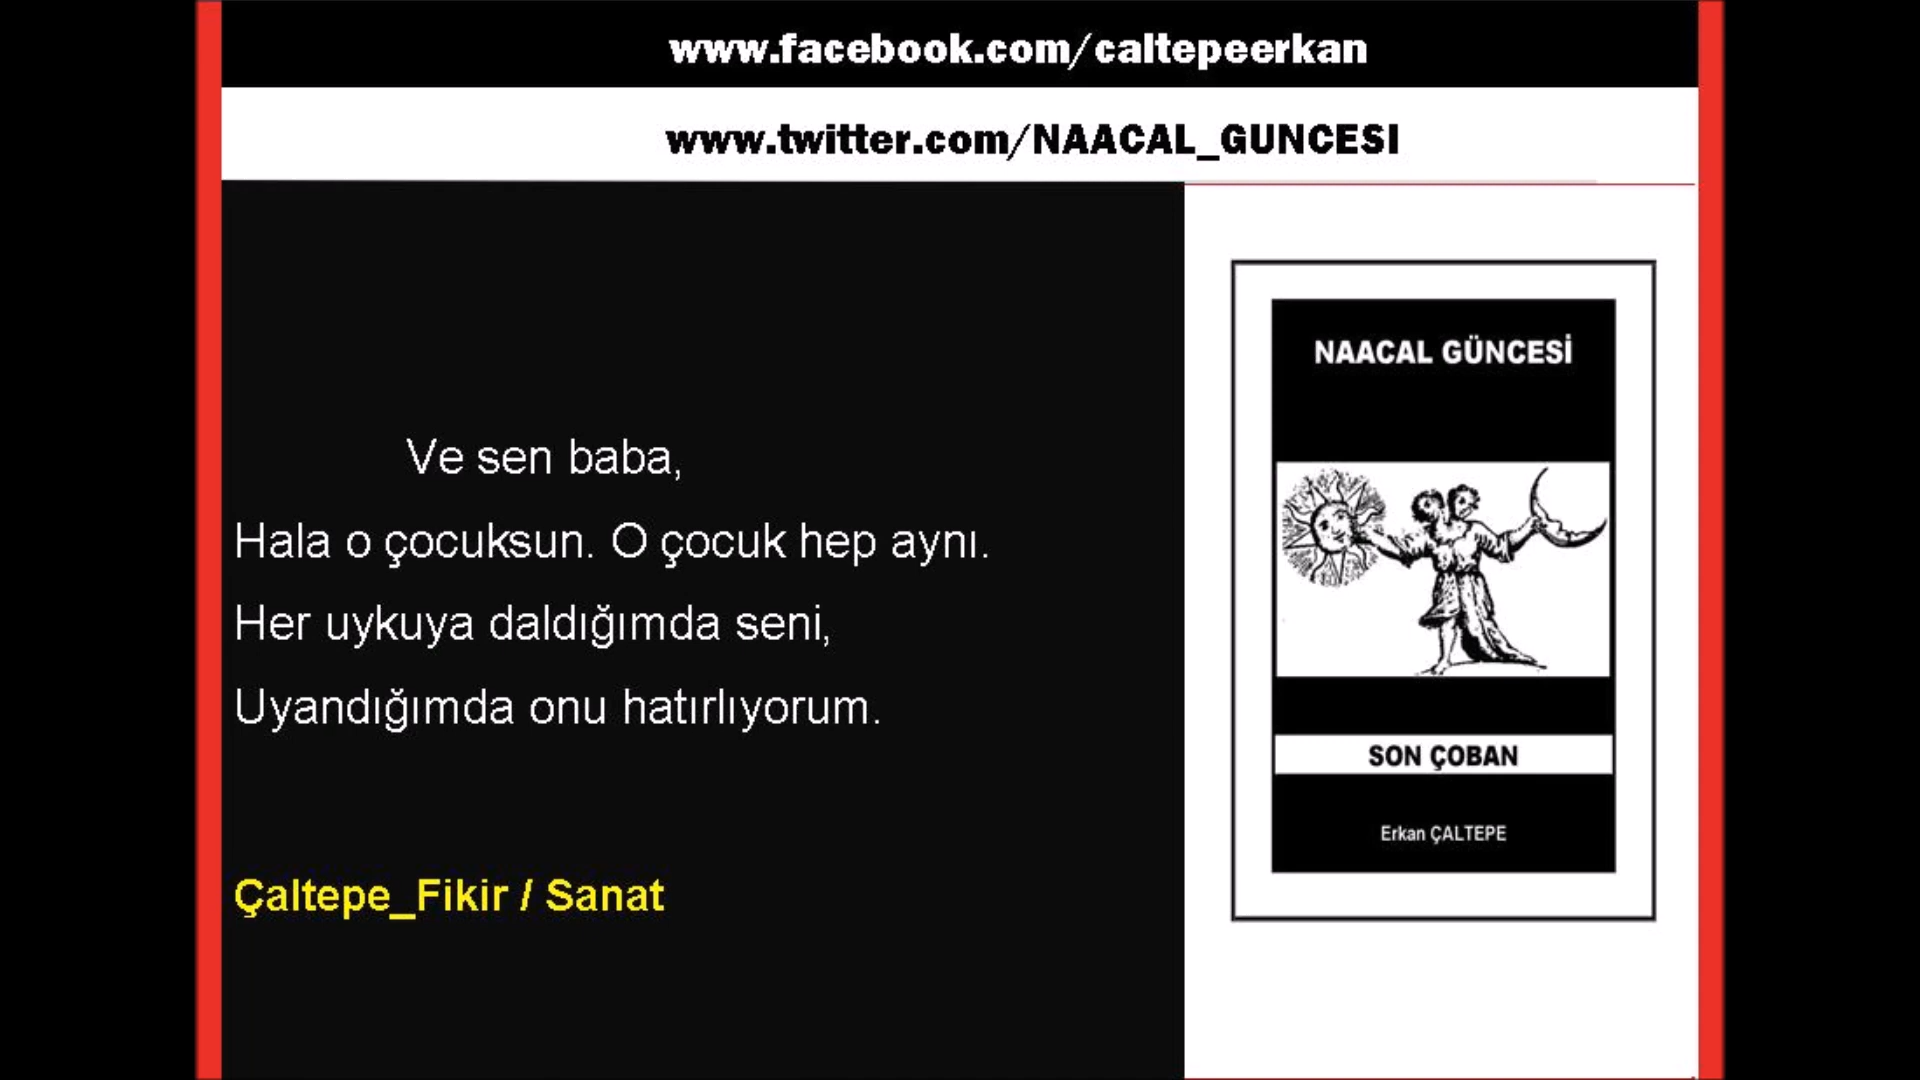 www.facebook.com/caltepeerkan
www.twitter.com/NAACAL_GUNCESI
Ve sen baba,
Hala o çocuksun. O çocuk hep aynı.
Her uykuya daldığımda seni,
Uyandığımda onu hatırlıyorum.
Çaltepe_Fikir / Sanat
NAACAL GÜNCESİ
SON ÇOBAN
Erkan ÇALTEPE